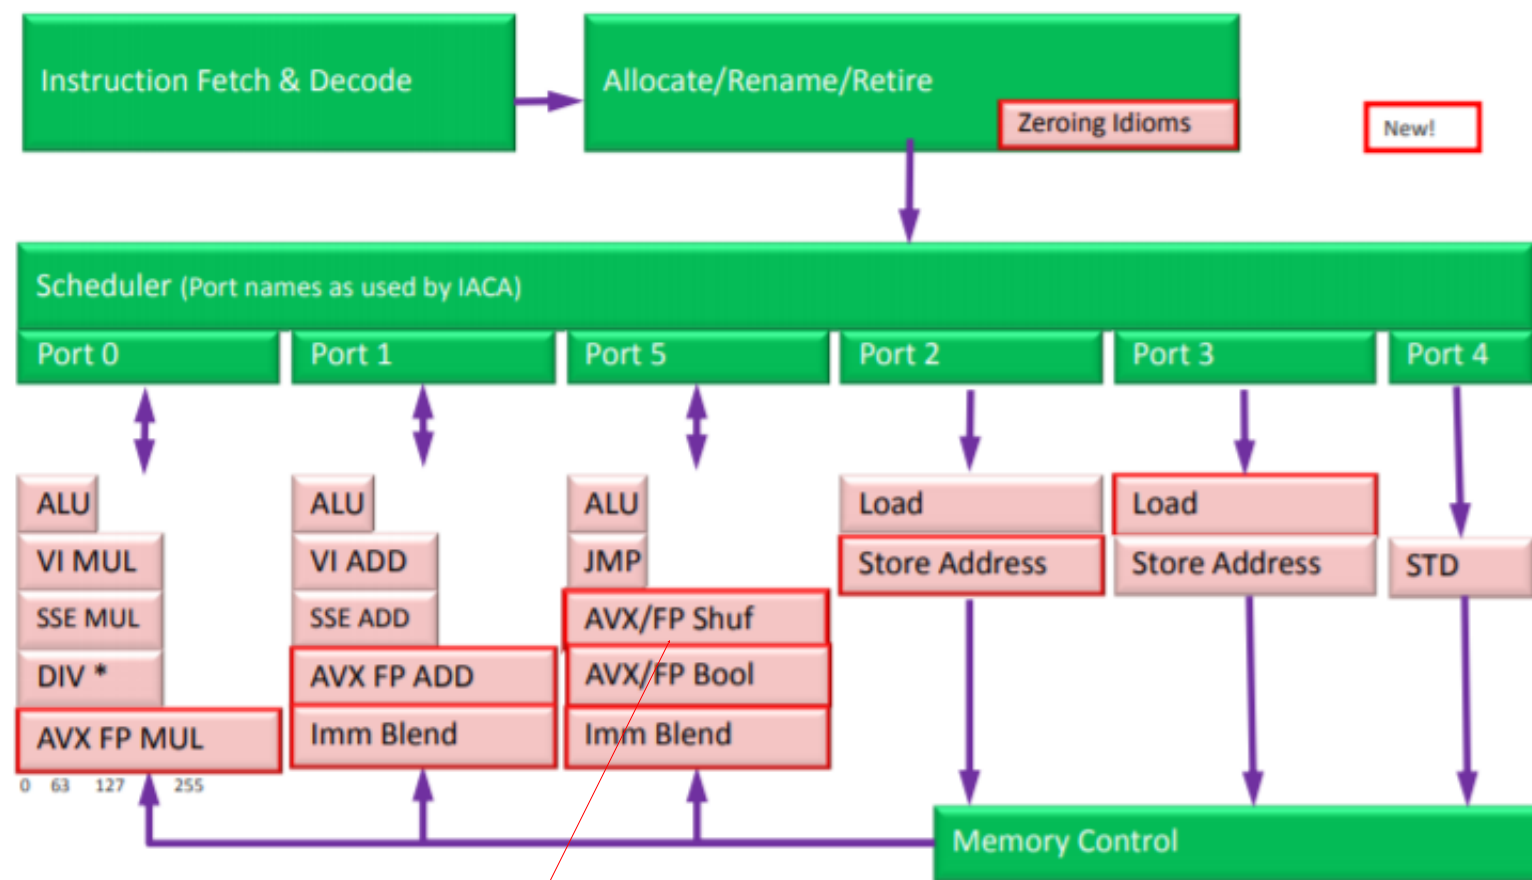 Instruction Fetch & Decode
Allocate/Rename/Retire
Zeroing Idioms
New!
Scheduler (Port names as used by IACA)
Port 0
Port 1
Port 5
Port 2
Port 3
Port 4
ALU
VI MUL
SSE MUL
DIV *
AVX FP MUL
0 63 127 255
ALU
VI ADD
SSE ADD
AVX FP ADD
Imm Blend
ALU
JMP
AVX/FP Shuf
AVX/FP Bool
Imm Blend
Load
Store Address
Load
Store Address
STD
Memory Control